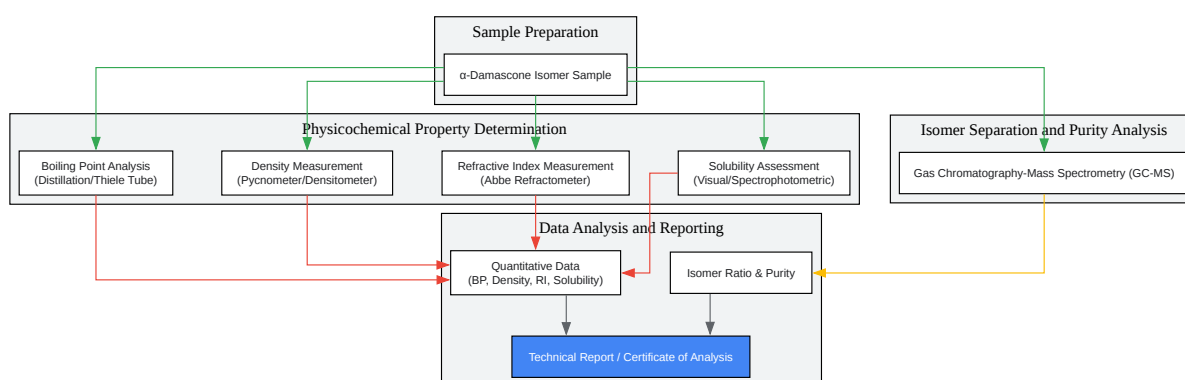 Sample Preparation
α-Damascone Isomer Sample
Physicochemical Property Determination
Boiling Point Analysis
(Distillation/Thiele Tube)
Density Measurement
(Pycnometer/Densitometer)
Refractive Index Measurement
(Abbe Refractometer)
Solubility Assessment
(Visual/Spectrophotometric)
Isomer Separation and Purity Analysis
Gas Chromatography-Mass Spectrometry (GC-MS)
Data Analysis and Reporting
Quantitative Data
(BP, Density, RI, Solubility)
Isomer Ratio & Purity
Technical Report / Certificate of Analysis